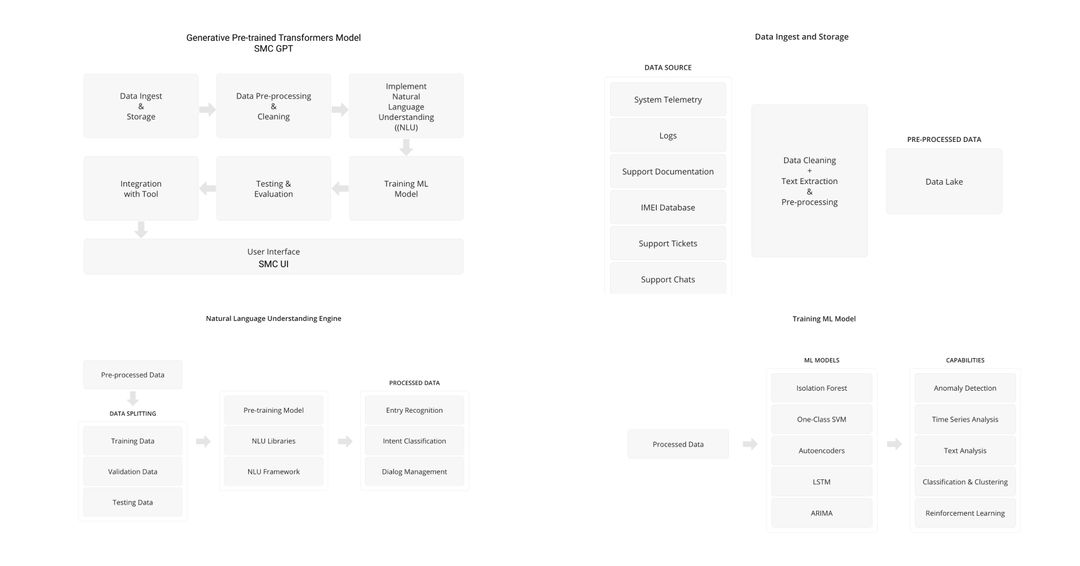 Generative Pre-trained Transformers Model
SMC GPT
Data Ingest
&
Storage
Data Pre-processing
&
Cleaning
Implement
Natural
Language
Understanding
((NLU)
Integration
with Tool
Testing &
Evaluation
Training ML
Model
User Interface
SMC UI
Data Ingest and Storage
DATA SOURCE
System Telemetry
Logs
Support Documentation
IMEI Database
Support Tickets
Support Chats
Data Cleaning
+
Text Extraction
&
Pre-processing
PRE-PROCESSED DATA
Data Lake
Natural Language Understanding Engine
Pre-processed Data
DATA SPLITTING
Training Data
Validation Data
Testing Data
Pre-training Model
NLU Libraries
NLU Framework
PROCESSED DATA
Entry Recognition
Intent Classification
Dialog Management
Training ML Model
Processed Data
ML MODELS
Isolation Forest
One-Class SVM
Autoencoders
LSTM
ARIMA
CAPABILITIES
Anomaly Detection
Time Series Analysis
Text Analysis
Classification & Clustering
Reinforcement Learning